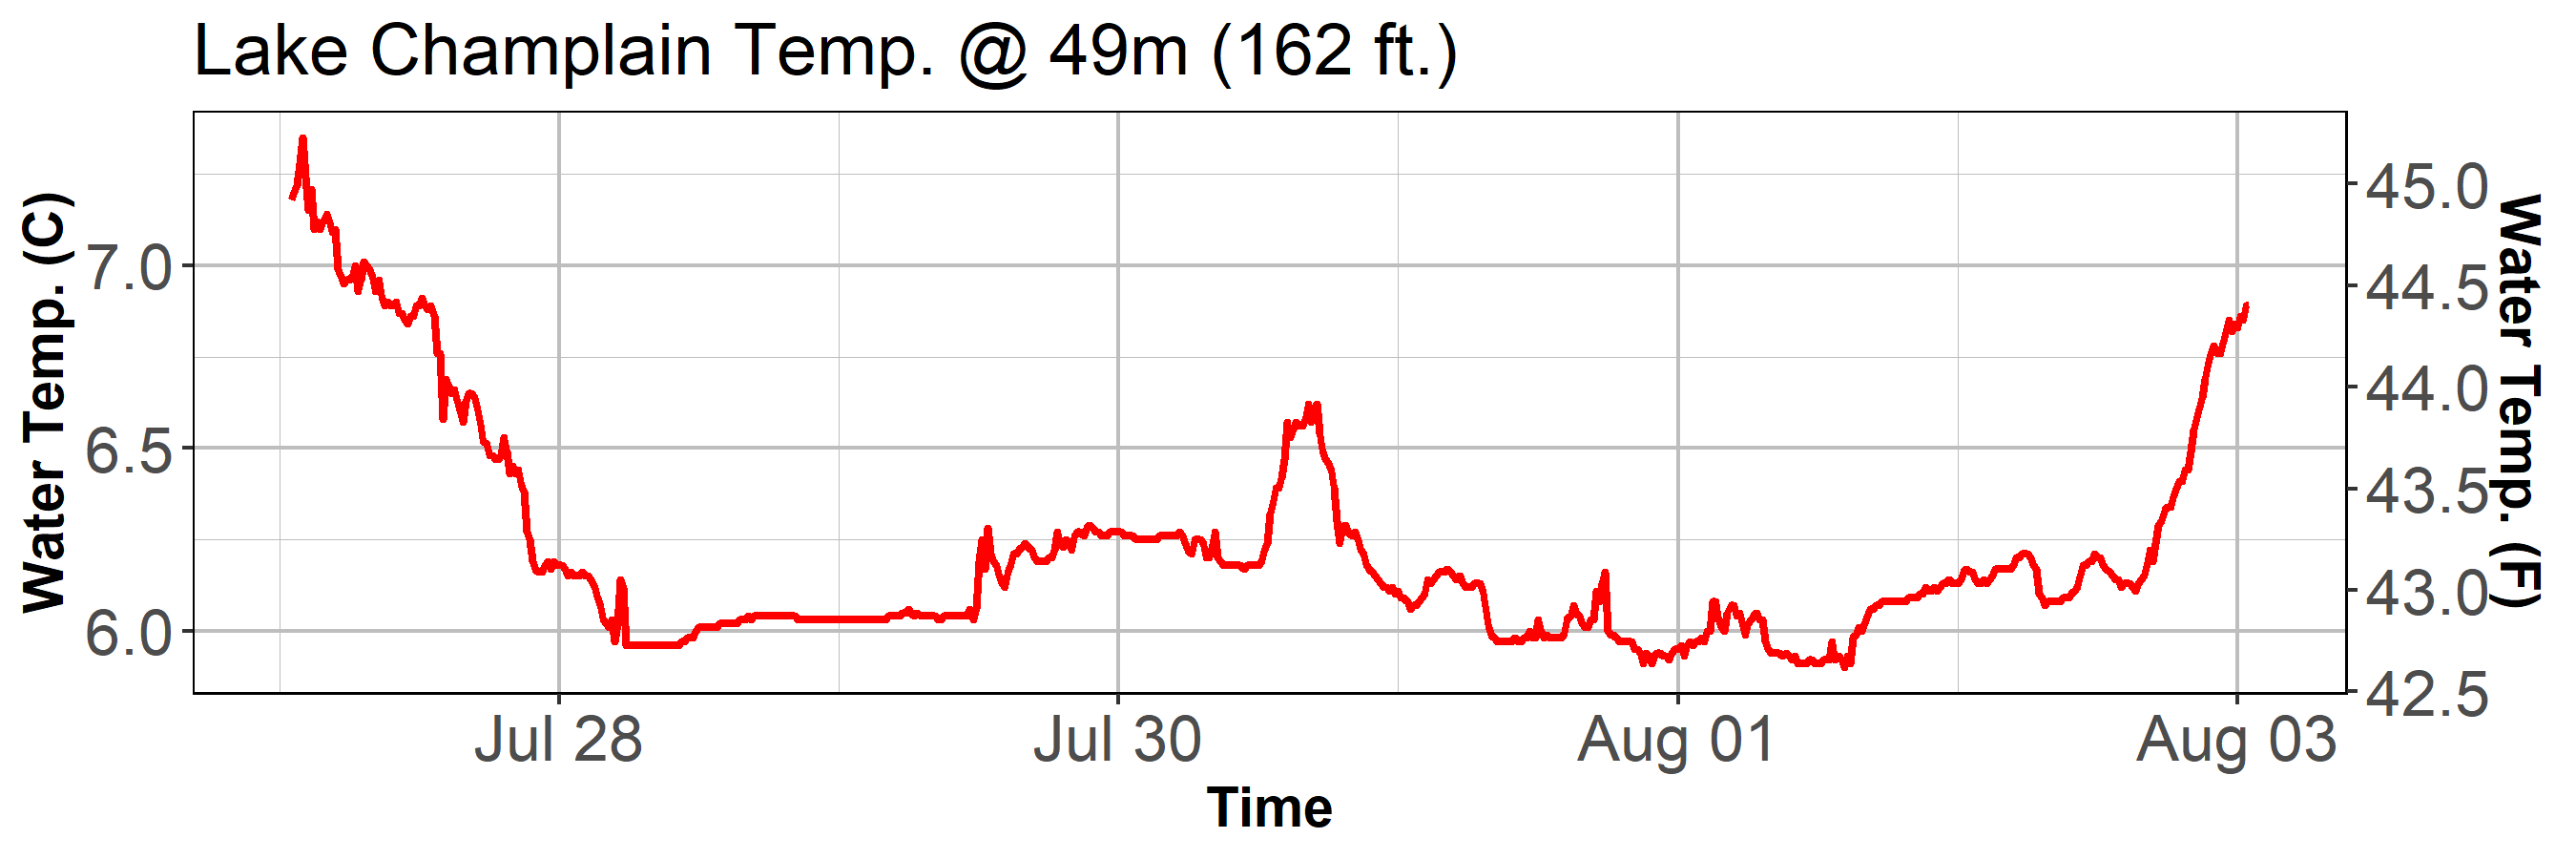 Lake Champlain Temp. @ 49m (162 ft.)
Water Temp. (C)
7.0
6.5
6.0
45.0
44.5
44.0
43.5
43.0
42.5
Water Temp. (F)
Jul 28
Jul 30
Aug 01
Aug 03
Time